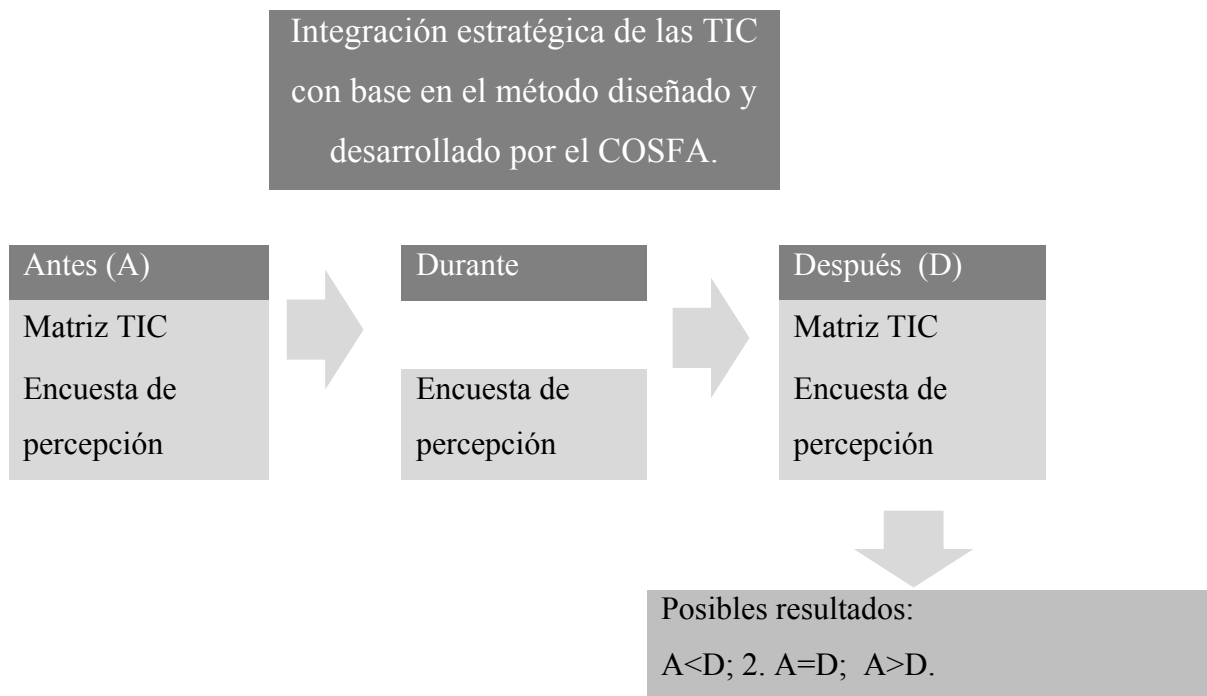 Integración estratégica de las TIC
con base en el método diseñado y
desarrollado por el COSFA.
Antes (A)
Matriz TIC
Encuesta de
percepción
Durante
Encuesta de
percepción
Después (D)
Matriz TIC
Encuesta de
percepción
Posibles resultados:
A<D; 2. A=D; A>D.